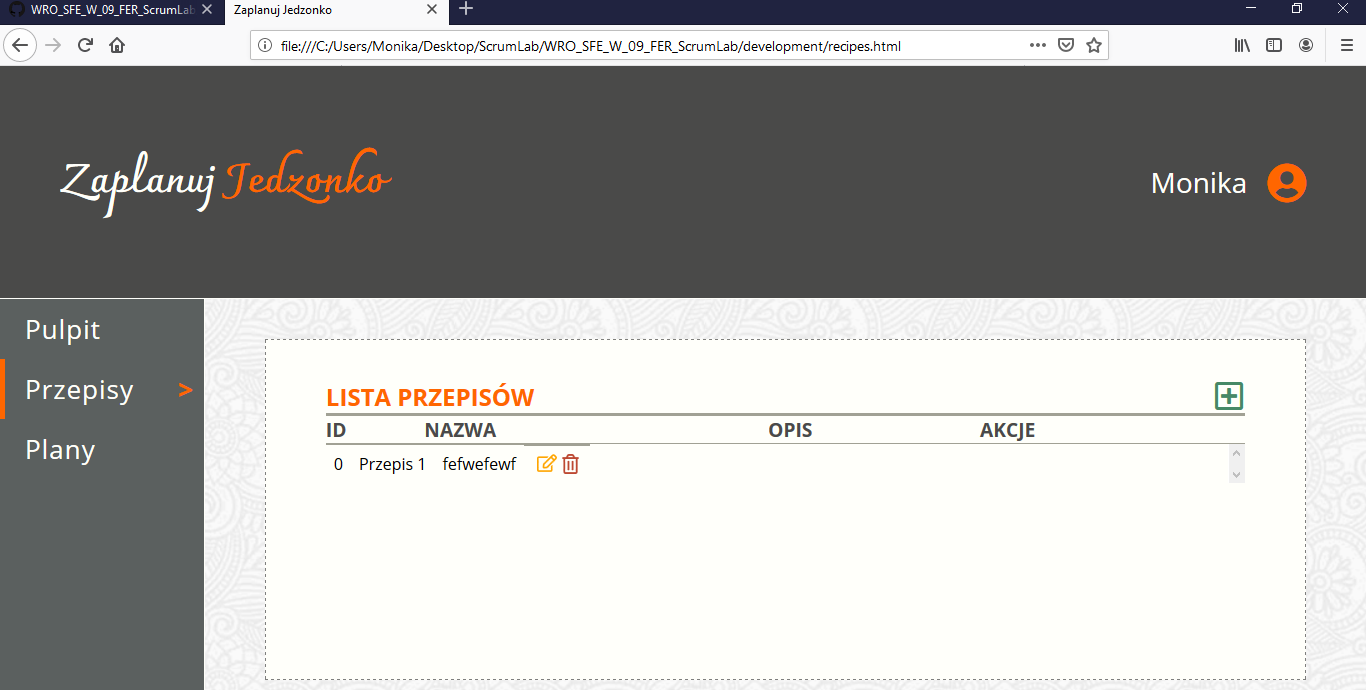 WRO_SFE_W_09_FER_ScrumLab
Zaplanuj Jedzonko
file:///C:/Users/Monika/Desktop/ScrumLab/WRO_SFE_W_09_FER_ScrumLab/development/recipes.html
Zaplanuj Jedzonko
Monika
Pulpit
Przepisy >
Plany
LISTA PRZEPISÓW
ID NAZWA OPIS AKCJE
0 Przepis 1 fefwefewf